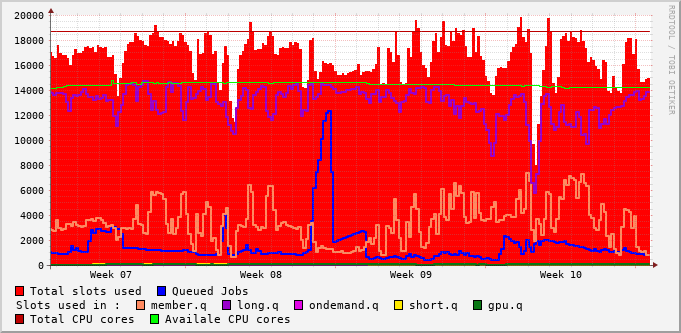 20000
18000
16000
14000
12000
10000
8000
6000
4000
2000
0
Week 07 Week 08 Week 09 Week 10
Total slots used Queued Jobs
Slots used in : member.q long.q ondemand.q short.q gpu.q
Total CPU cores Availale CPU cores
RRDTOOL / TOBI OETIKER